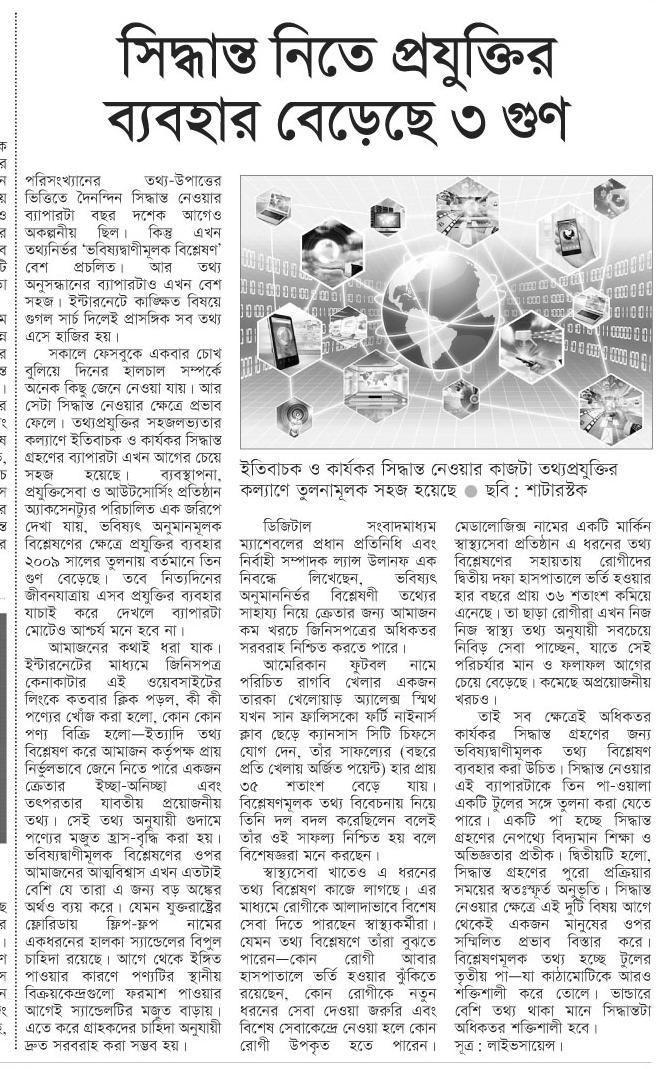 সিদ্ধান্ত নিতে প্রযুক্তির
ব্যবহার বেড়েছে ৩ গুণ
পরিসংখ্যানের তথ্য-উপাত্তের
ভিত্তিতে দৈনন্দিন সিদ্ধান্ত নেওয়ার
ব্যাপারটা বছর দশেক আগেও
অকল্পনীয় ছিল। কিন্তু এখন
তথ্যনির্ভর ‘ভবিষ্যদ্বাণীমূলক বিশ্লেষণ’
বেশ প্রচলিত। আর তথ্য
অনুসন্ধানের ব্যাপারটাও এখন বেশ
সহজ। ইন্টারনেটে কাঙ্ক্ষিত বিষয়ে
গুগল সার্চ দিলেই প্রাসঙ্গিক সব তথ্য
এসে হাজির হয়।
সকালে ফেসবুকে একবার চোখ
বুলিয়ে দিনের হালচাল সম্পর্কে
অনেক কিছু জেনে নেওয়া যায়। আর
সেটা সিদ্ধান্ত নেওয়ার ক্ষেত্রে প্রভাব
ফেলে। তথ্যপ্রযুক্তির সহজলভ্যতার
কল্যাণে ইতিবাচক ও কার্যকর সিদ্ধান্ত
গ্রহণের ব্যাপারটা এখন আগের চেয়ে
সহজ হয়েছে। ব্যবস্থাপনা,
প্রযুক্তিসেবা ও আউটসোর্সিং প্রতিষ্ঠান
অ্যাকসেনচ্যুর পরিচালিত এক জরিপে
দেখা যায়, ভবিষ্যৎ অনুমানমূলক
বিশ্লেষণের ক্ষেত্রে প্রযুক্তির ব্যবহার
২০০৯ সালের তুলনায় বর্তমানে তিন
গুণ বেড়েছে। তবে নিত্যদিনের
জীবনযাত্রায় এসব প্রযুক্তির ব্যবহার
যাচাই করে দেখলে ব্যাপারটা
মোটেও আশ্চর্য মনে হবে না।
আমাজনের কথাই ধরা যাক।
ইন্টারনেটের মাধ্যমে জিনিসপত্র
কেনাকাটার এই ওয়েবসাইটের
লিংকে কতবার ক্লিক পড়ল, কী কী
পণ্যের খোঁজ করা হলো, কোন কোন
পণ্য বিক্রি হলো—ইত্যাদি তথ্য
বিশ্লেষণ করে আমাজন কর্তৃপক্ষ প্রায়
নির্ভুলভাবে জেনে নিতে পারে একজন
ক্রেতার ইচ্ছা-অনিচ্ছা এবং
তৎপরতার যাবতীয় প্রয়োজনীয়
তথ্য। সেই তথ্য অনুযায়ী গুদামে
পণ্যের মজুত হ্রাস-বৃদ্ধি করা হয়।
ভবিষ্যদ্বাণীমূলক বিশ্লেষণের ওপর
আমাজনের আত্মবিশ্বাস এখন এতটাই
বেশি যে তারা এ জন্য বড় অঙ্কের
অর্থও ব্যয় করে। যেমন যুক্তরাষ্ট্রের
ফ্লোরিডায় ফ্লিপ-ফ্লপ নামের
একধরনের হালকা স্যান্ডেলের বিপুল
চাহিদা রয়েছে। আগে থেকে ইঙ্গিত
পাওয়ার কারণে পণ্যটির স্থানীয়
বিক্রয়কেন্দ্রগুলো ফরমাশ পাওয়ার
আগেই স্যান্ডেলটির মজুত বাড়ায়।
এতে করে গ্রাহকদের চাহিদা অনুযায়ী
দ্রুত সরবরাহ করা সম্ভব হয়।
ইতিবাচক ও কার্যকর সিদ্ধান্ত নেওয়ার কাজটা তথ্যপ্রযুক্তির
কল্যাণে তুলনামূলক সহজ হয়েছে ● ছবি : শাটারস্টক
ডিজিটাল সংবাদমাধ্যম
ম্যাশেবলের প্রধান প্রতিনিধি এবং
নির্বাহী সম্পাদক ল্যান্স উলানফ এক
নিবন্ধে লিখেছেন, ভবিষ্যৎ
অনুমাননির্ভর বিশ্লেষণী তথ্যের
সাহায্য নিয়ে ক্রেতার জন্য আমাজন
কম খরচে জিনিসপত্রের অধিকতর
সরবরাহ নিশ্চিত করতে পারে।
আমেরিকান ফুটবল নামে
পরিচিত রাগবি খেলার একজন
তারকা খেলোয়াড় অ্যালেক্স স্মিথ
যখন সান ফ্রান্সিসকো ফর্টি নাইনার্স
ক্লাব ছেড়ে ক্যানসাস সিটি চিফসে
যোগ দেন, তাঁর সাফল্যের (বছরে
প্রতি খেলায় অর্জিত পয়েন্ট) হার প্রায়
৩৫ শতাংশ বেড়ে যায়।
বিশ্লেষণমূলক তথ্য বিবেচনায় নিয়ে
তিনি দল বদল করেছিলেন বলেই
তাঁর ওই সাফল্য নিশ্চিত হয় বলে
বিশেষজ্ঞরা মনে করছেন।
স্বাস্থ্যসেবা খাতেও এ ধরনের
তথ্য বিশ্লেষণ কাজে লাগছে। এর
মাধ্যমে রোগীকে আলাদাভাবে বিশেষ
সেবা দিতে পারছেন স্বাস্থ্যকর্মীরা।
যেমন তথ্য বিশ্লেষণে তাঁরা বুঝতে
পারেন—কোন রোগী আবার
হাসপাতালে ভর্তি হওয়ার ঝুঁকিতে
রয়েছেন, কোন রোগীকে নতুন
ধরনের সেবা দেওয়া জরুরি এবং
বিশেষ সেবাকেন্দ্রে নেওয়া হলে কোন
রোগী উপকৃত হতে পারেন।
মেডালোজিক্স নামের একটি মার্কিন
স্বাস্থ্যসেবা প্রতিষ্ঠান এ ধরনের তথ্য
বিশ্লেষণের সহায়তায় রোগীদের
দ্বিতীয় দফা হাসপাতালে ভর্তি হওয়ার
হার বছরে প্রায় ৩৬ শতাংশ কমিয়ে
এনেছে। তা ছাড়া রোগীরা এখন নিজ
নিজ স্বাস্থ্য তথ্য অনুযায়ী সবচেয়ে
নিবিড় সেবা পাচ্ছেন, যাতে সেই
পরিচর্যার মান ও ফলাফল আগের
চেয়ে বেড়েছে। কমেছে অপ্রয়োজনীয়
খরচও।
তাই সব ক্ষেত্রেই অধিকতর
কার্যকর সিদ্ধান্ত গ্রহণের জন্য
ভবিষ্যদ্বাণীমূলক তথ্য বিশ্লেষণ
ব্যবহার করা উচিত। সিদ্ধান্ত নেওয়ার
এই ব্যাপারটাকে তিন পা-ওয়ালা
একটি টুলের সঙ্গে তুলনা করা যেতে
পারে। একটি পা হচ্ছে সিদ্ধান্ত
গ্রহণের নেপথ্যে বিদ্যমান শিক্ষা ও
অভিজ্ঞতার প্রতীক। দ্বিতীয়টি হলো,
সিদ্ধান্ত গ্রহণের পুরো প্রক্রিয়ার
সময়ের স্বতঃস্ফূর্ত অনুভূতি। সিদ্ধান্ত
নেওয়ার ক্ষেত্রে এই দুটি বিষয় আগে
থেকেই একজন মানুষের ওপর
সম্মিলিত প্রভাব বিস্তার করে।
বিশ্লেষণমূলক তথ্য হচ্ছে টুলের
তৃতীয় পা—যা কাঠামোটিকে আরও
শক্তিশালী করে তোলে। ভান্ডারে
বেশি তথ্য থাকা মানে সিদ্ধান্তটা
অধিকতর শক্তিশালী হবে।
সূত্র : লাইভসায়েন্স।